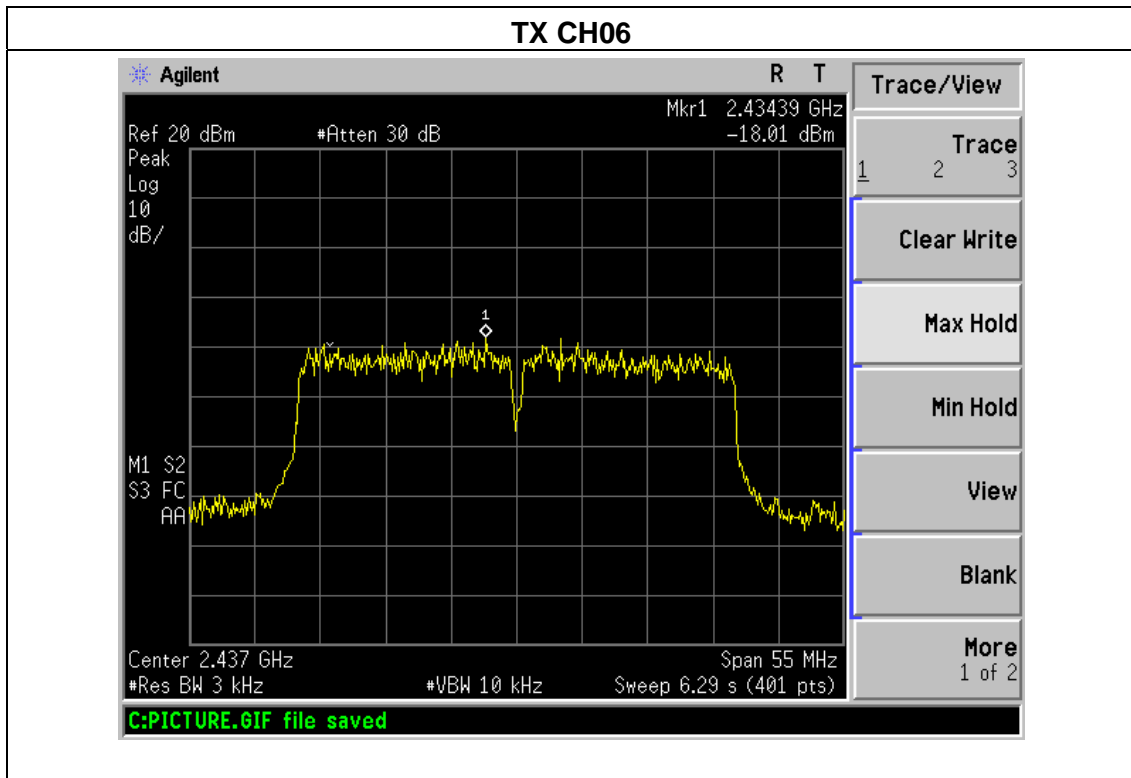 TX CH06
Agilent
R T
Mkr1 2.43439 GHz
Ref 20 dBm #Atten 30 dB -18.01 dBm
Peak
Log
10
dB/
1
M1 S2
S3 FC
AA
Center 2.437 GHz Span 55 MHz
#Res BW 3 kHz #VBW 10 kHz Sweep 6.29 s (401 pts)
C:PICTURE.GIF file saved
Trace/View
Trace
1 2 3
Clear Write
Max Hold
Min Hold
View
Blank
More
1 of 2